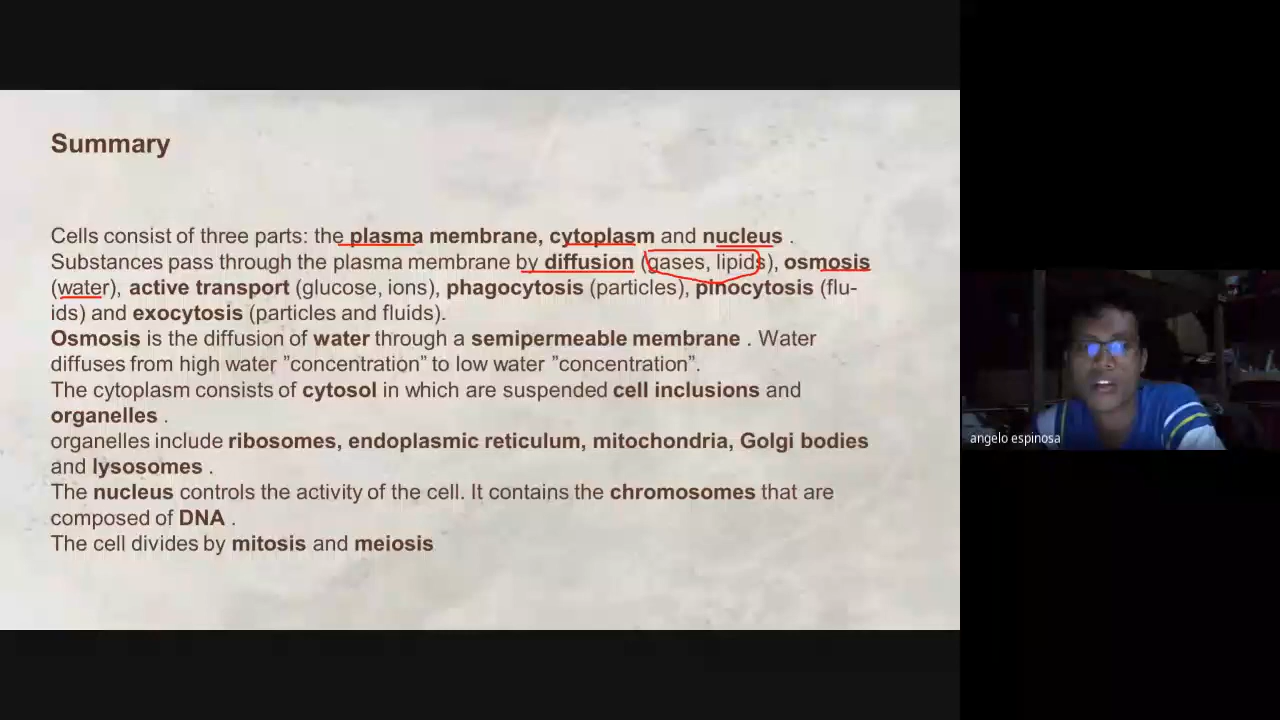 Summary
Cells consist of three parts: the plasma membrane, cytoplasm and nucleus .
Substances pass through the plasma membrane by diffusion (gases, lipids), osmosis
(water), active transport (glucose, ions), phagocytosis (particles), pinocytosis (flu-
ids) and exocytosis (particles and fluids).
Osmosis is the diffusion of water through a semipermeable membrane . Water
diffuses from high water ”concentration” to low water ”concentration”.
The cytoplasm consists of cytosol in which are suspended cell inclusions and
organelles .
organelles include ribosomes, endoplasmic reticulum, mitochondria, Golgi bodies
and lysosomes .
The nucleus controls the activity of the cell. It contains the chromosomes that are
composed of DNA .
The cell divides by mitosis and meiosis
angelo espinosa